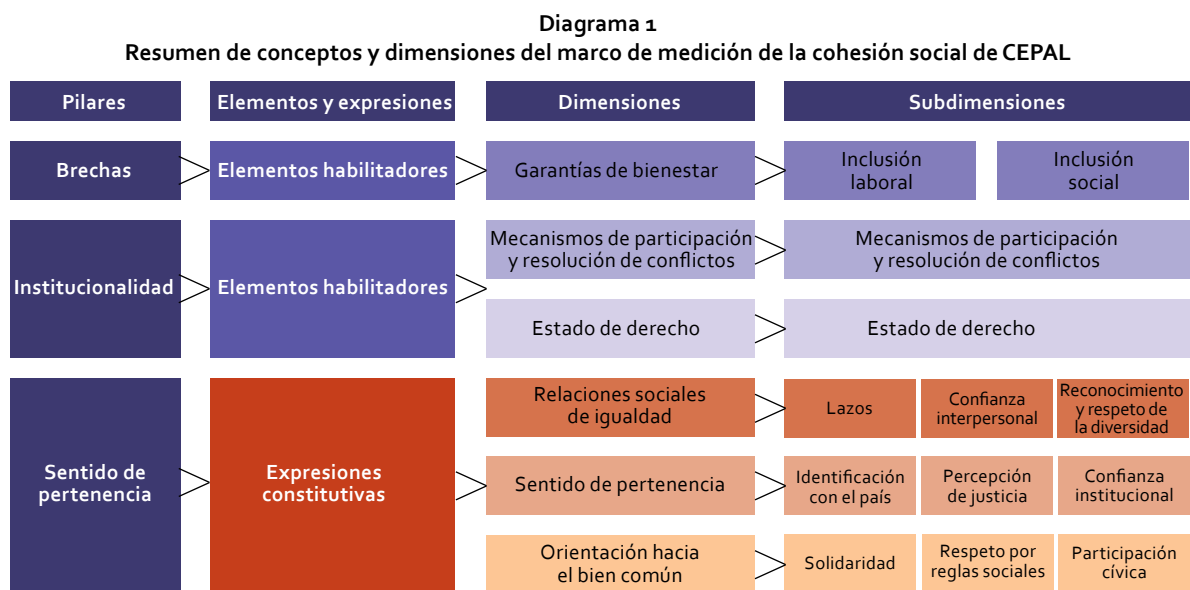 Diagrama 1
Resumen de conceptos y dimensiones del marco de medición de la cohesión social de CEPAL
Pilares
Elementos y expresiones
Dimensiones
Subdimensiones
Brechas
Elementos habilitadores
Garantías de bienestar
Inclusión
laboral
Inclusión
social
Institucionalidad
Elementos habilitadores
Mecanismos de participación
y resolución de conflictos
Mecanismos de participación
y resolución de conflictos
Estado de derecho
Estado de derecho
Sentido de
pertenencia
Expresiones
constitutivas
Relaciones sociales
de igualdad
Lazos
Confianza
interpersonal
Reconocimiento
y respeto de
la diversidad
Sentido de pertenencia
Identificación
con el país
Percepción
de justicia
Confianza
institucional
Orientación hacia
el bien común
Solidaridad
Respeto por
reglas sociales
Participación
cívica